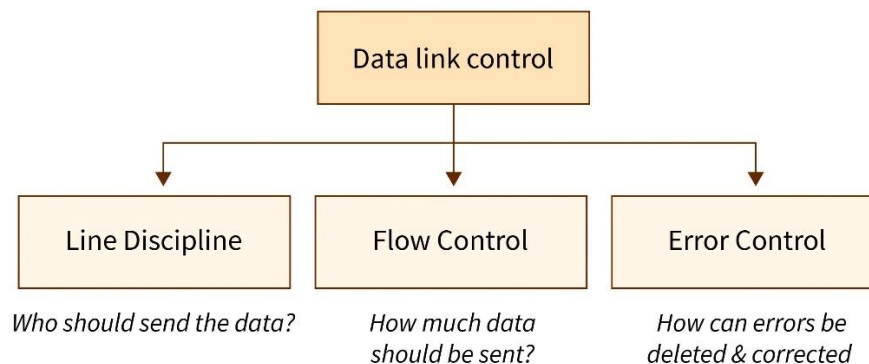 Data link control
Line Discipline
Flow Control
Error Control
Who should send the data?
How much data
should be sent?
How can errors be
deleted & corrected